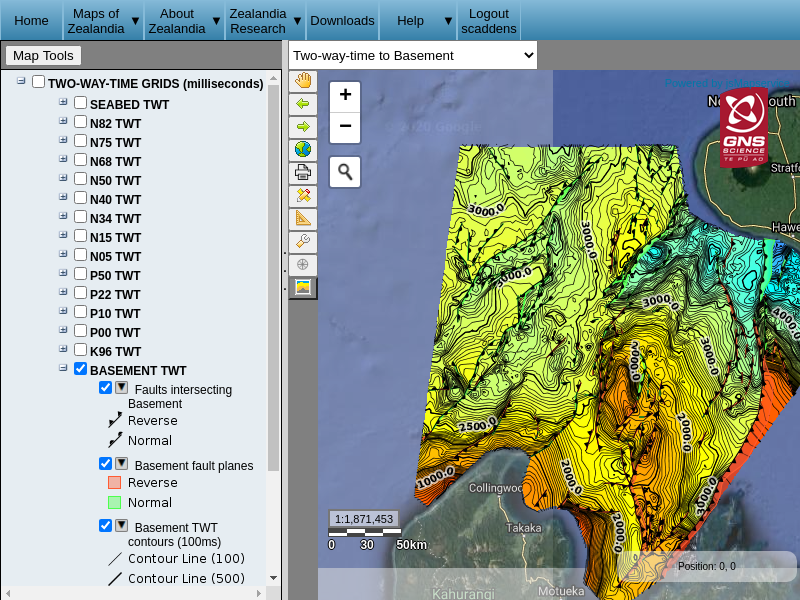 Home
Maps of Zealandia ▼
About Zealandia ▼
Zealandia Research ▼
Downloads
Help ▼
Logout scaddens
Map Tools
Two-way-time to Basement
TWO-WAY-TIME GRIDS (milliseconds)
SEABED TWT
N82 TWT
N75 TWT
N68 TWT
N50 TWT
N40 TWT
N34 TWT
N15 TWT
N05 TWT
P50 TWT
P22 TWT
P10 TWT
P00 TWT
K96 TWT
BASEMENT TWT
Faults intersecting
Basement
Reverse
Normal
Basement fault planes
Reverse
Normal
Basement TWT
contours (100ms)
Contour Line (100)
Contour Line (500)
+
−
2020 Google
GNS
SCIENCE
TE PŪ AO
Stratfo
Hawe
3000.0
3000.0
3000.0
3000.0
4000.0
3000.0
2000.0
2500.0
2000.0
1000.0
2000.0
3000.0
2000.0
Collingwoo
1:1,871,453
0 30 50km
Takaka
Position: 0, 0
Kahurangi
Motueka